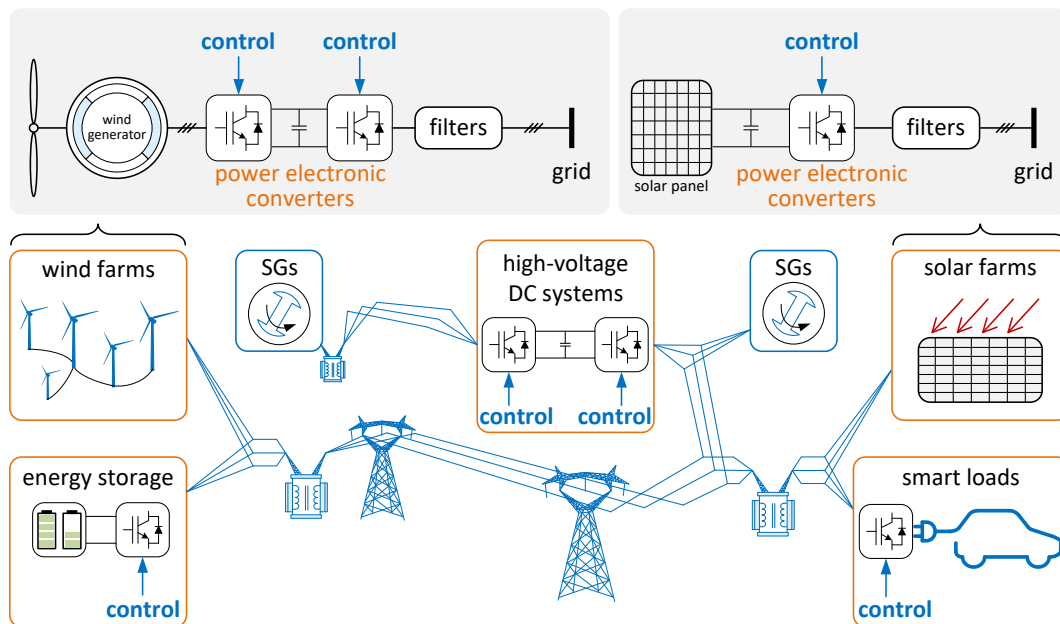 control
control
wind
generator
filters
power electronic
converters
grid
control
solar panel
filters
power electronic
converters
grid
wind farms
SGs
high-voltage
DC systems
control
control
SGs
solar farms
energy storage
control
smart loads
control